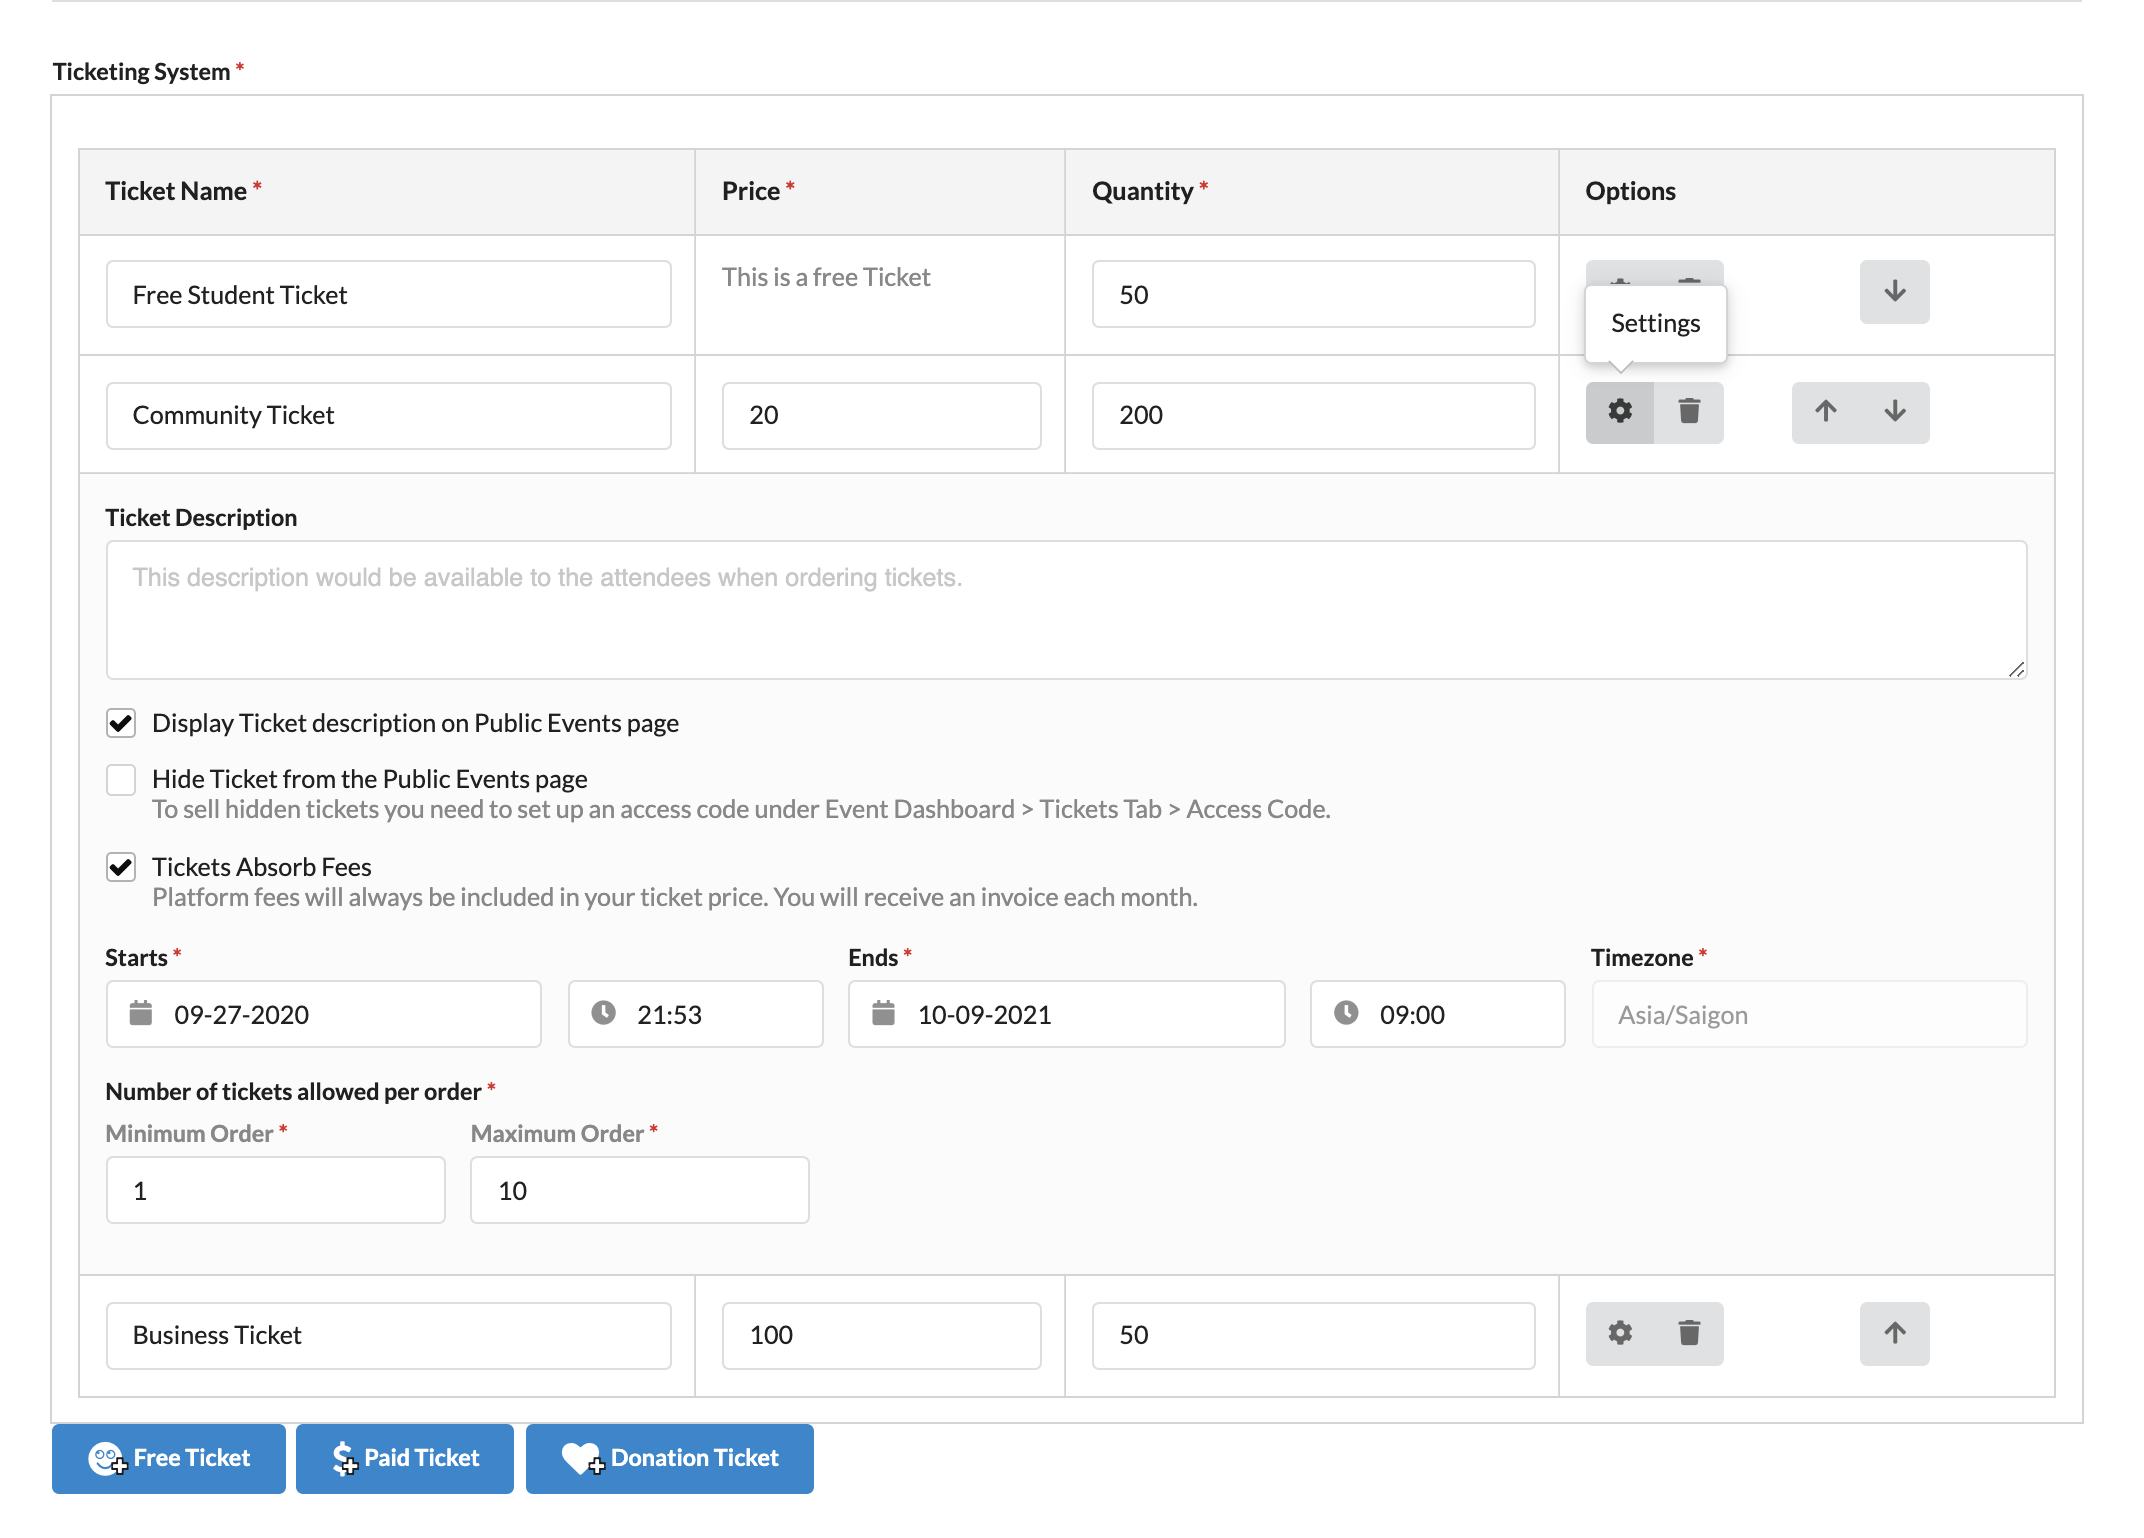 Ticketing System *
Ticket Name * Price * Quantity * Options
Free Student Ticket This is a free Ticket 50
Settings
Community Ticket 20 200
Ticket Description
This description would be available to the attendees when ordering tickets.
Display Ticket description on Public Events page
Hide Ticket from the Public Events page
To sell hidden tickets you need to set up an access code under Event Dashboard > Tickets Tab > Access Code.
Tickets Absorb Fees
Platform fees will always be included in your ticket price. You will receive an invoice each month.
Starts * Ends * Timezone *
09-27-2020 21:53 10-09-2021 09:00 Asia/Saigon
Number of tickets allowed per order *
Minimum Order * Maximum Order *
1 10
Business Ticket 100 50
Free Ticket Paid Ticket Donation Ticket